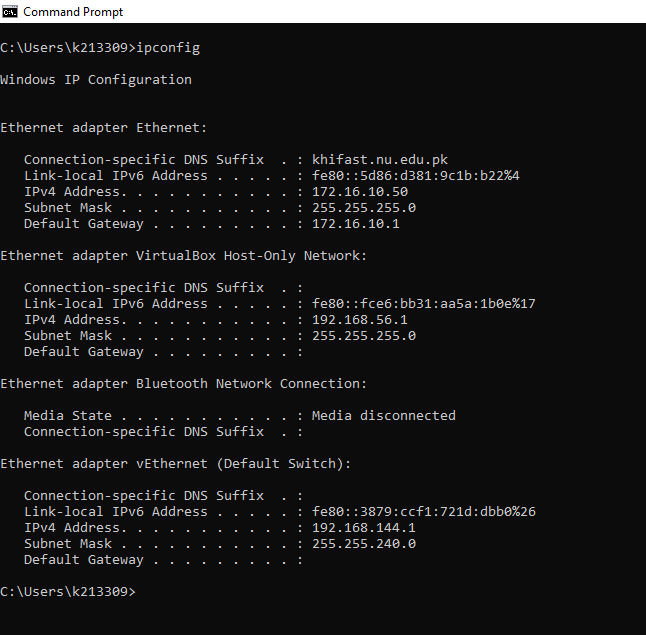 Command Prompt
C:\Users\k213309>ipconfig
Windows IP Configuration
Ethernet adapter Ethernet:
   Connection-specific DNS Suffix  . : khifast.nu.edu.pk
   Link-local IPv6 Address . . . . . : fe80::5d86:d381:9c1b:b22%4
   IPv4 Address. . . . . . . . . . . : 172.16.10.50
   Subnet Mask . . . . . . . . . . . : 255.255.255.0
   Default Gateway . . . . . . . . . : 172.16.10.1
Ethernet adapter VirtualBox Host-Only Network:
   Connection-specific DNS Suffix  . :
   Link-local IPv6 Address . . . . . : fe80::fce6:bb31:aa5a:1b0e%17
   IPv4 Address. . . . . . . . . . . : 192.168.56.1
   Subnet Mask . . . . . . . . . . . : 255.255.255.0
   Default Gateway . . . . . . . . . :
Ethernet adapter Bluetooth Network Connection:
   Media State . . . . . . . . . . . : Media disconnected
   Connection-specific DNS Suffix  . :
Ethernet adapter vEthernet (Default Switch):
   Connection-specific DNS Suffix  . :
   Link-local IPv6 Address . . . . . : fe80::3879:ccf1:721d:dbb0%26
   IPv4 Address. . . . . . . . . . . : 192.168.144.1
   Subnet Mask . . . . . . . . . . . : 255.255.240.0
   Default Gateway . . . . . . . . . :
C:\Users\k213309>